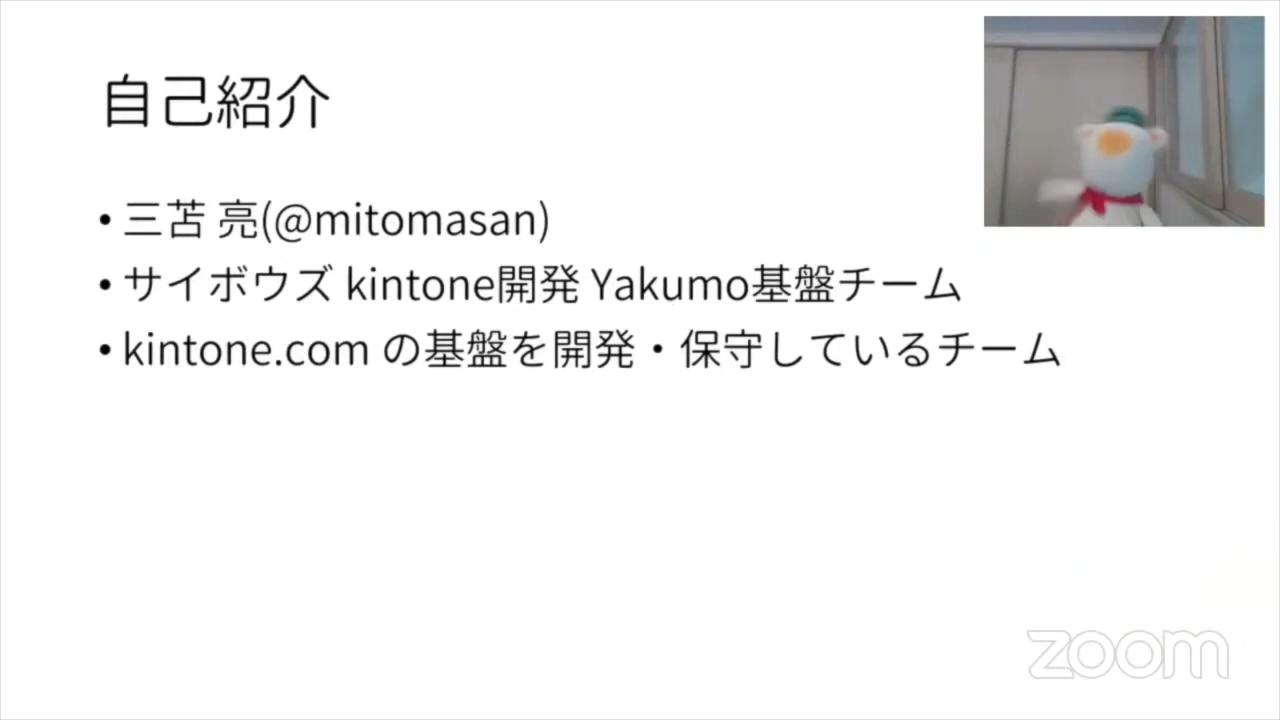 自己紹介
• 三苫 亮(@mitomasan)
• サイボウズ kintone開発 Yakumo基盤チーム
• kintone.com の基盤を開発・保守しているチーム
zoom